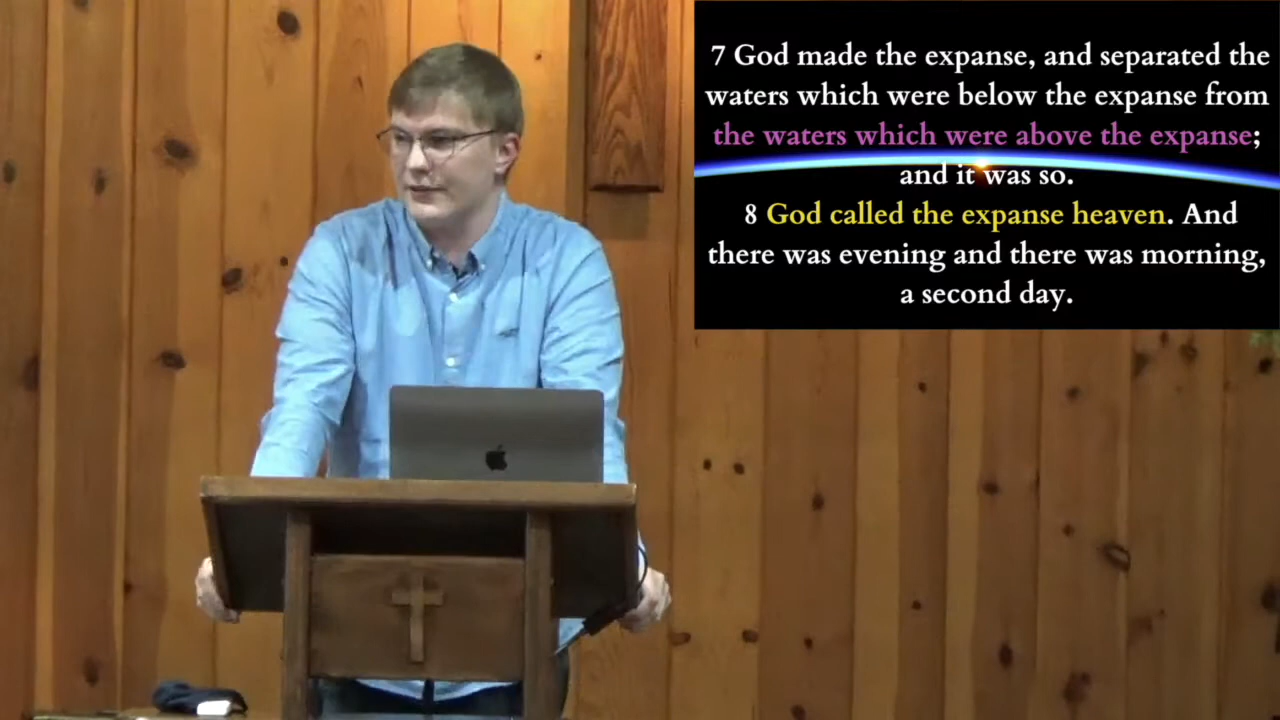 7 God made the expanse, and separated the
waters which were below the expanse from
the waters which were above the expanse;
and it was so.
8 God called the expanse heaven. And
there was evening and there was morning,
a second day.